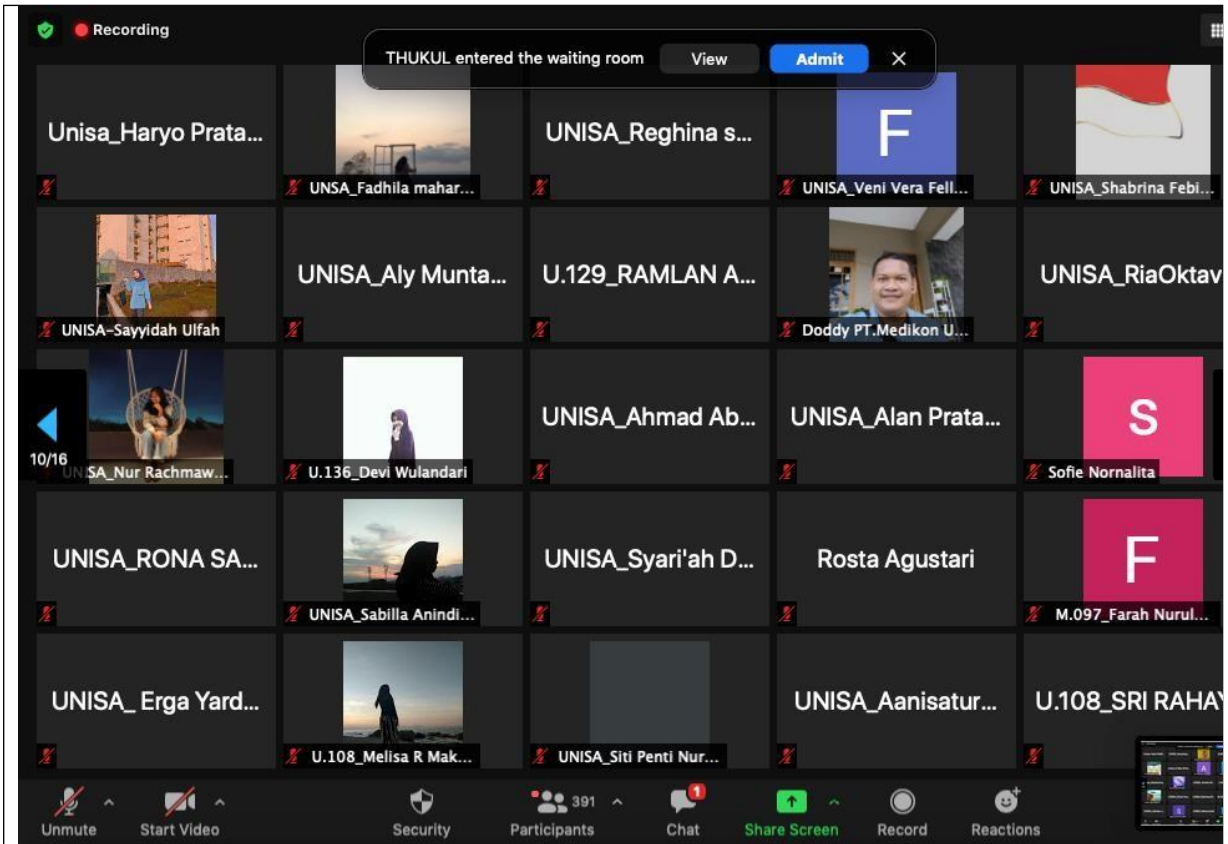 Recording
THUKUL entered the waiting room View Admit
Unisa_Haryo Prata...
UNSA_Fadhila mahar...
UNISA_Reghina s...
F
UNISA_Veni Vera Fell...
UNISA_Shabrina Febi...
UNISA-Sayyidah Ulfah
UNISA_Aly Munta...
U.129_RAMLAN A...
Doddy PT.Medikon U...
UNISA_RiaOktav
10/16
UNISA_Nur Rachmaw...
U.136_Devi Wulandari
UNISA_Ahmad Ab...
UNISA_Alan Prata...
S
Sofie Nornalita
UNISA_RONA SA...
UNISA_Sabilla Anindi...
UNISA_Syari'ah D...
Rosta Agustari
F
M.097_Farah Nurul...
UNISA_ Erga Yard...
U.108_Melisa R Mak...
UNISA_Siti Penti Nur...
UNISA_Aanisatur...
U.108_SRI RAHAY
Unmute Start Video Security Participants 391 Chat 1 Share Screen Record Reactions